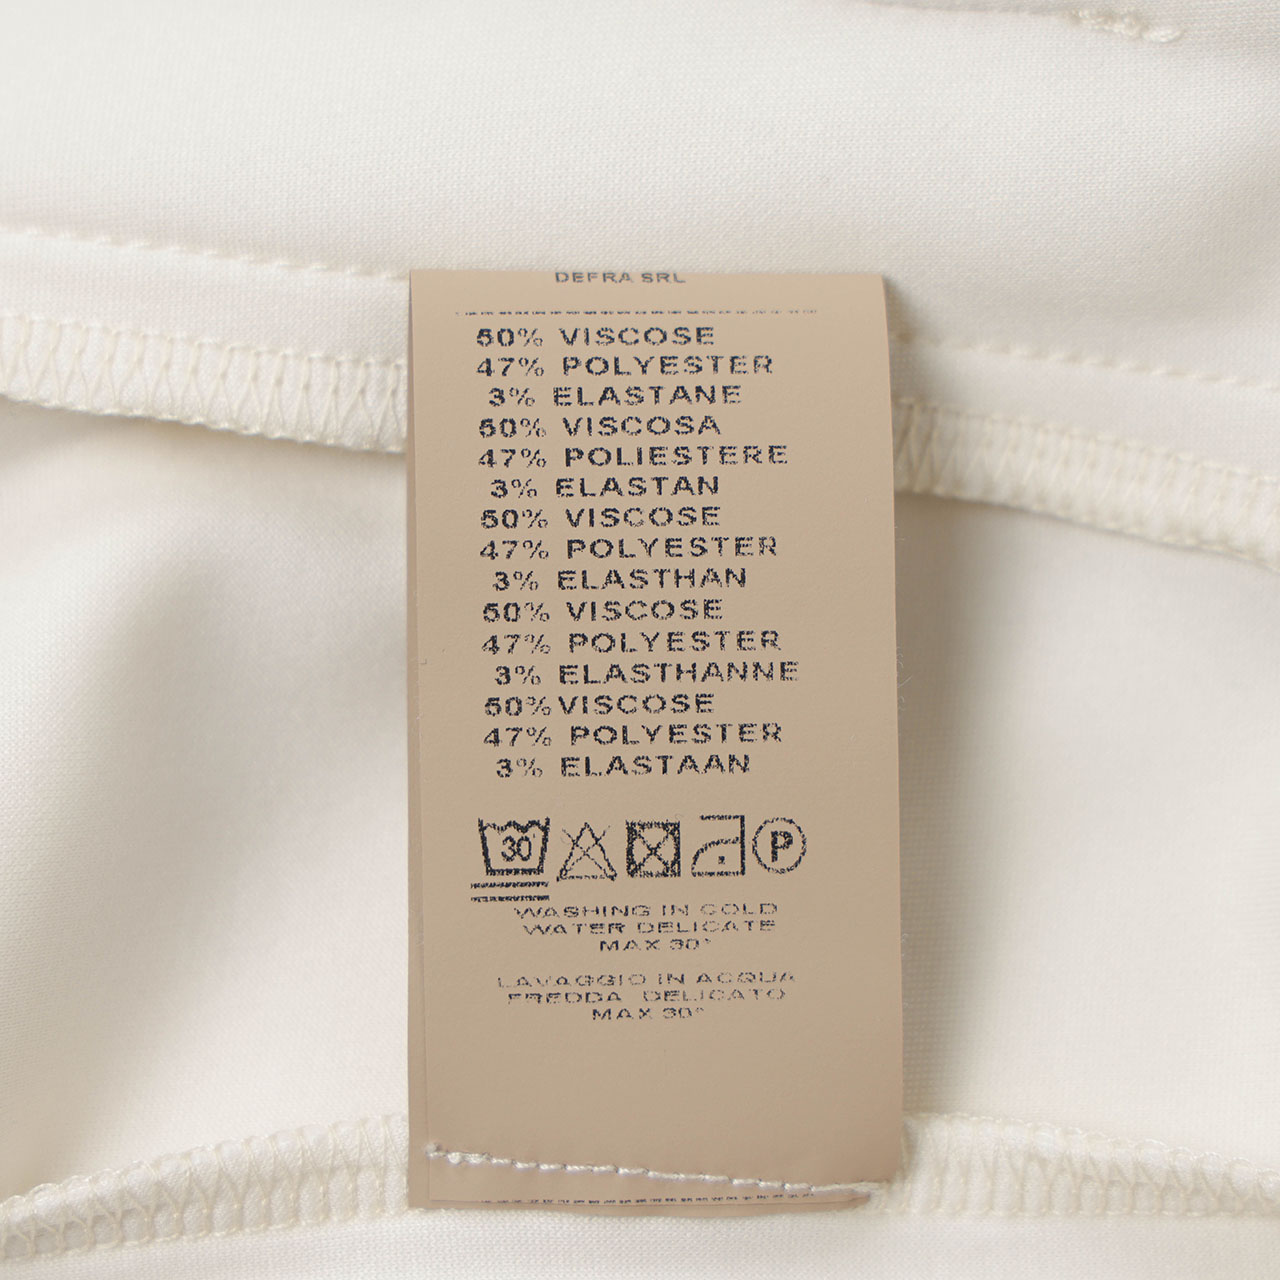 DEFRA SRL
50% VISCOSE
47% POLYESTER
3% ELASTANE
50% VISCOSA
47% POLIESTERE
3% ELASTAN
50% VISCOSE
47% POLYESTER
3% ELASTHAN
50% VISCOSE
47% POLYESTER
3% ELASTHANNE
50% VISCOSE
47% POLYESTER
3% ELASTAAN
30° P
WASHING IN COLD
WATER DELICATE
MAX 30°
LAVAGGIO IN ACQUA
FREDDA DELICATO
MAX 30°